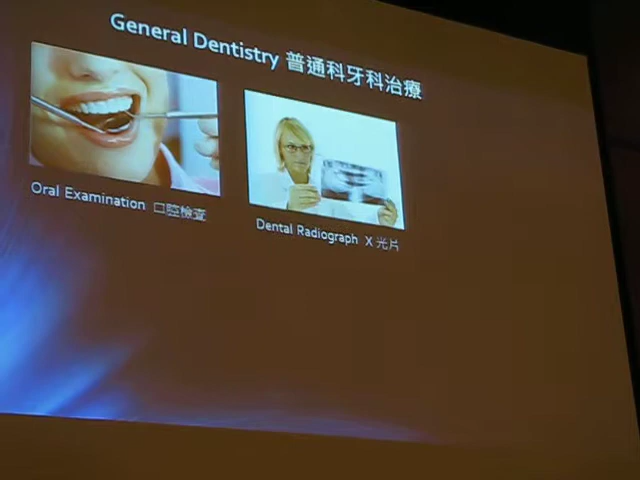 General Dentistry 普通科牙科治療
Oral Examination 口腔檢查
Dental Radiograph X 光片